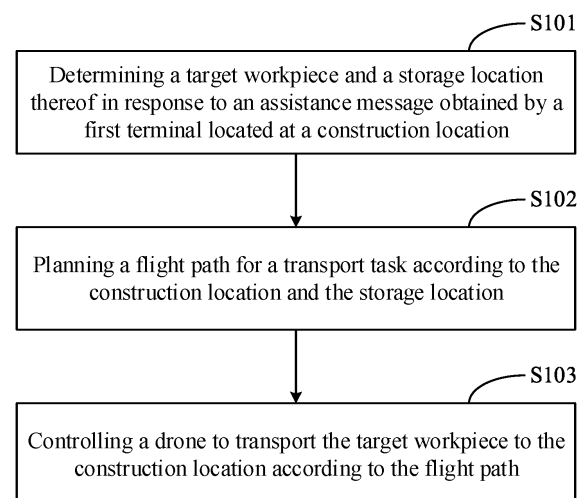 S101
Determining a target workpiece and a storage location
thereof in response to an assistance message obtained by a
first terminal located at a construction location
S102
Planning a flight path for a transport task according to the
construction location and the storage location
S103
Controlling a drone to transport the target workpiece to the
construction location according to the flight path